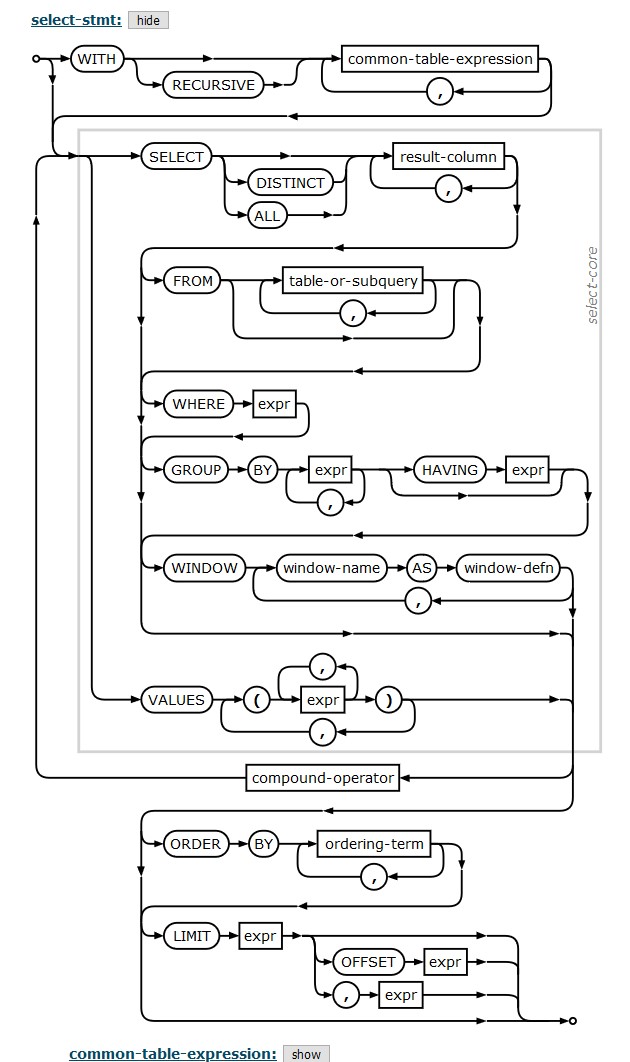 select-stmt: hide
WITH common-table-expression
RECURSIVE ,
SELECT result-column
DISTINCT ,
ALL
select-core
FROM table-or-subquery
,
WHERE expr
GROUP BY expr HAVING expr
,
WINDOW window-name AS window-defn
,
,
VALUES ( expr )
,
compound-operator
ORDER BY ordering-term
,
LIMIT expr
OFFSET expr
, expr
common-table-expression: show